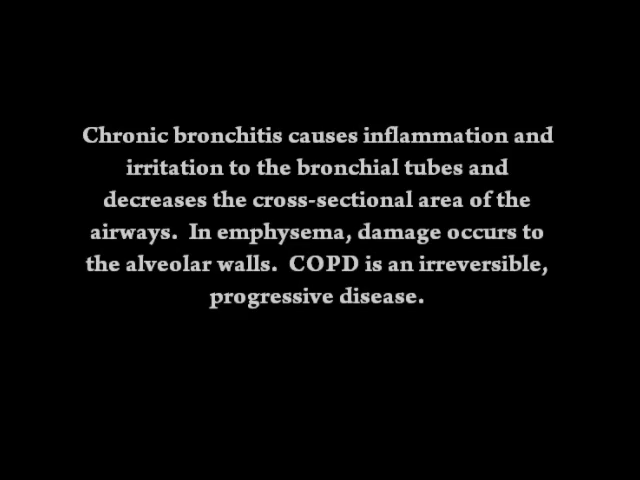 Chronic bronchitis causes inflammation and
irritation to the bronchial tubes and
decreases the cross-sectional area of the
airways.  In emphysema, damage occurs to
the alveolar walls.  COPD is an irreversible,
progressive disease.